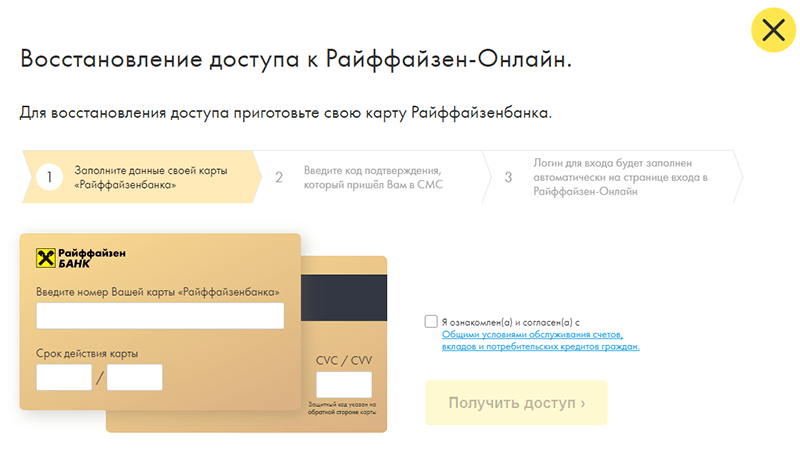 Восстановление доступа к Райффайзен-Онлайн.
Для восстановления доступа приготовьте свою карту Райффайзенбанка.
1
Заполните данные своей карты
«Райффайзенбанка»
2
Введите код подтверждения,
который пришёл Вам в СМС
3
Логин для входа будет заполнен
автоматически на странице входа в
Райффайзен-Онлайн
Райффайзен
БАНК
Введите номер Вашей карты «Райффайзенбанка»
Срок действия карты
/
CVC / CVV
Защитный код указан на
обратной стороне карты
Я ознакомлен(а) и согласен(а) с
Общими условиями обслуживания счетов,
вкладов и потребительских кредитов граждан.
Получить доступ ›